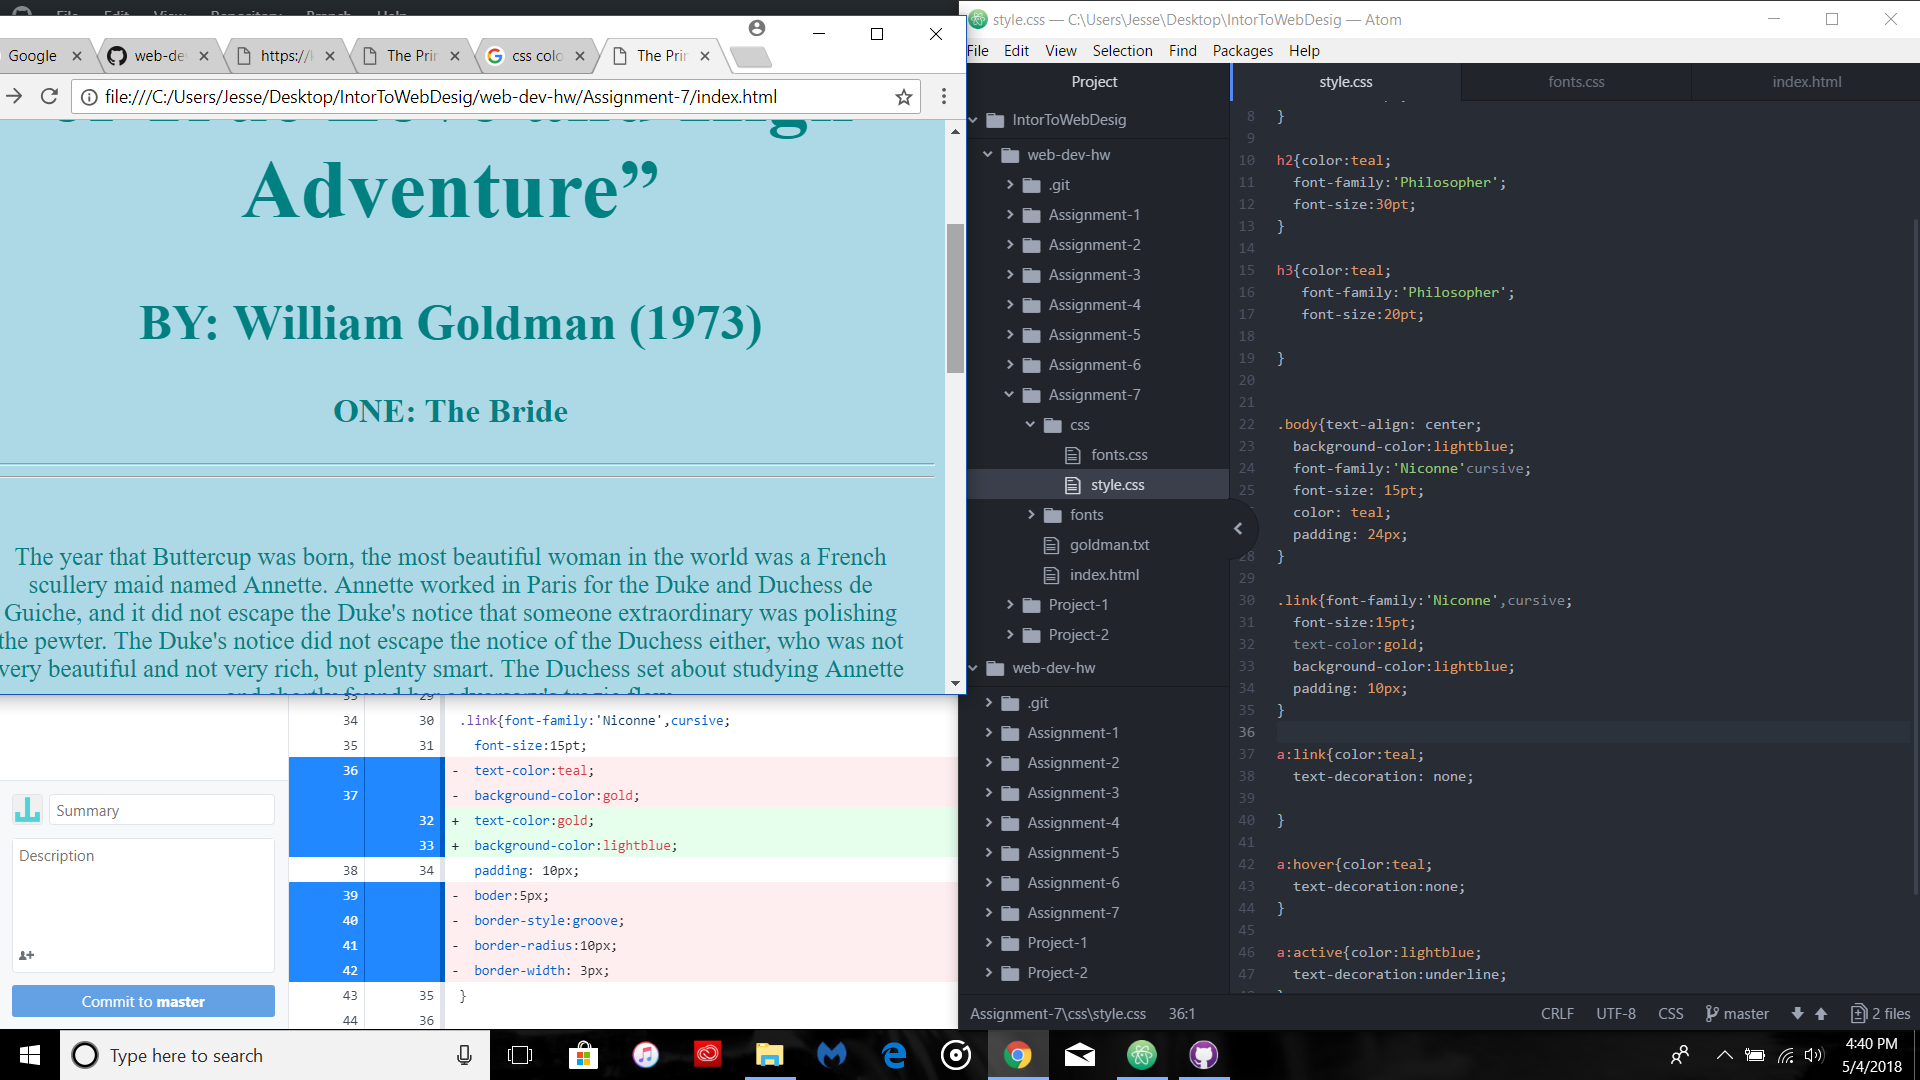 File Edit View Repository Branch Help
Google
web-de
https://
The Prin
css colo
The Prin
file:///C:/Users/Jesse/Desktop/IntorToWebDesig/web-dev-hw/Assignment-7/index.html
Adventure”
BY: William Goldman (1973)
ONE: The Bride
The year that Buttercup was born, the most beautiful woman in the world was a French
scullery maid named Annette. Annette worked in Paris for the Duke and Duchess de
Guiche, and it did not escape the Duke's notice that someone extraordinary was polishing
the pewter. The Duke's notice did not escape the notice of the Duchess either, who was not
very beautiful and not very rich, but plenty smart. The Duchess set about studying Annette
and shortly found her adversary's tragic flaw.
33 29
34 30 .link{font-family:'Niconne',cursive;
35 31 font-size:15pt;
36 - text-color:teal;
37 - background-color:gold;
32 + text-color:gold;
33 + background-color:lightblue;
38 34 padding: 10px;
39 - boder:5px;
40 - border-style:groove;
41 - border-radius:10px;
42 - border-width: 3px;
43 35 }
44 36
Summary
Description
Commit to master
style.css — C:\Users\Jesse\Desktop\IntorToWebDesig — Atom
File Edit View Selection Find Packages Help
Project
IntorToWebDesig
web-dev-hw
.git
Assignment-1
Assignment-2
Assignment-3
Assignment-4
Assignment-5
Assignment-6
Assignment-7
css
fonts.css
style.css
fonts
goldman.txt
index.html
Project-1
Project-2
web-dev-hw
.git
Assignment-1
Assignment-2
Assignment-3
Assignment-4
Assignment-5
Assignment-6
Assignment-7
Project-1
Project-2
style.css fonts.css index.html
8 }
9
10 h2{color:teal;
11 font-family:'Philosopher';
12 font-size:30pt;
13 }
14
15 h3{color:teal;
16 font-family:'Philosopher';
17 font-size:20pt;
18
19 }
20
21
22 .body{text-align: center;
23 background-color:lightblue;
24 font-family:'Niconne'cursive;
25 font-size: 15pt;
color: teal;
padding: 24px;
28 }
29
30 .link{font-family:'Niconne',cursive;
31 font-size:15pt;
32 text-color:gold;
33 background-color:lightblue;
34 padding: 10px;
35 }
36
37 a:link{color:teal;
38 text-decoration: none;
39
40 }
41
42 a:hover{color:teal;
43 text-decoration:none;
44 }
45
46 a:active{color:lightblue;
47 text-decoration:underline;
Assignment-7\css\style.css 36:1 CRLF UTF-8 CSS master 2 files
Type here to search
4:40 PM
5/4/2018